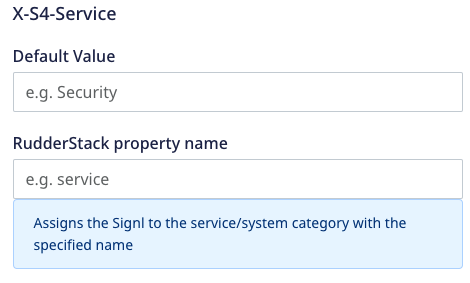 X-S4-Service
Default Value
e.g. Security
RudderStack property name
e.g. service
Assigns the Signl to the service/system category with the
specified name